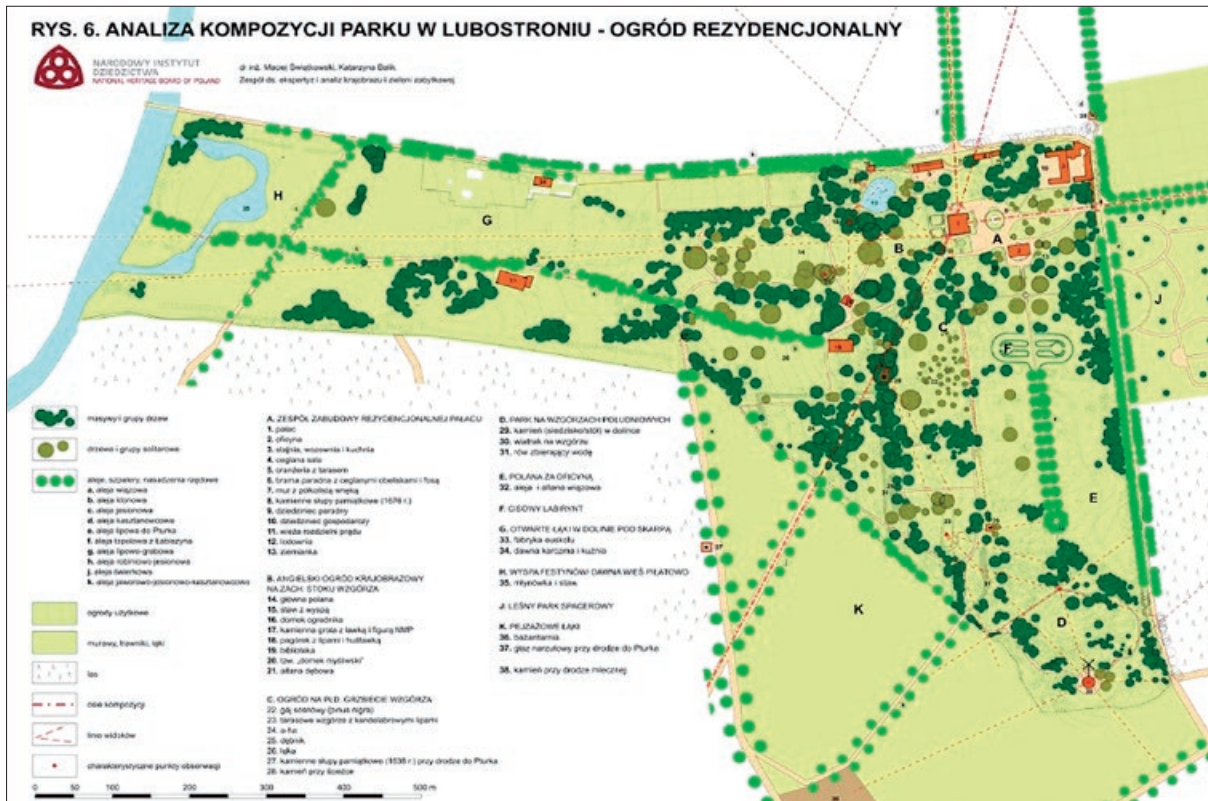 RYS. 6. ANALIZA KOMPOZYCJI PARKU W LUBOSTRONIU - OGRÓD REZYDENCJONALNY
NARODOWY INSTYTUT
DZIEDZICTWA
NATIONAL HERITAGE BOARD OF POLAND
dr inż. Maciej Świątkowski, Katarzyna Balik
Zespół ds. ekspertyz i analiz krajobrazu i zieleni zabytkowej
H
G
B
A
C
F
J
E
K
D
masywy i grupy drzew
drzewa i grupy soliterowe
aleje, szpalery, nasadzenia rzędowe
a. aleja wiązowa
b. aleja klonowa
c. aleja jesionowa
d. aleja kasztanowcowa
e. aleja lipowa do Piurka
f. aleja topolowa z Łabiszyna
g. aleja lipowo-grabowa
h. aleja robiniowo-jesionowa
j. aleja świerkowa
k. aleja jaworowo-jesionowo-kasztanowcowa
ogrody użytkowe
murawy, trawniki, łąki
las
osie kompozycji
linie widokowe
charakterystyczne punkty obserwacji
0 50 100 200 300 400 500 m
A. ZESPÓŁ ZABUDOWY REZYDENCJONALNEJ PAŁACU
1. pałac
2. oficyna
3. stajnia, wozownia i kuchnia
4. ceglana sala
5. oranżeria z tarasem
6. brama paradna z ceglanymi obeliskami i fosą
7. mur z półkolistą wnęką
8. kamienne słupy pamiątkowe (1676 r.)
9. dziedziniec paradny
10. dziedziniec gospodarczy
11. wieża rozdzielni prądu
12. lodownia
13. ziemianka
B. ANGIELSKI OGRÓD KRAJOBRAZOWY
NA ZACH. STOKU WZGÓRZA
14. główna polana
15. staw z wyspą
16. domek ogrodnika
17. kamienna grota z ławką i figurą NMP
18. pagórek z lipami i huśtawką
19. biblioteka
20. tzw. „domek myśliwski"
21. altana dębowa
C. OGRÓD NA PŁD. GRZBIECIE WZGÓRZA
22. gaj sosnowy (pinus nigra)
23. tarasowe wzgórze z kandelabrowymi lipami
24. a-ha
25. dębnik
26. łąka
27. kamienne słupy pamiątkowe (1836 r.) przy drodze do Piurka
28. kamień przy ścieżce
D. PARK NA WZGÓRZACH POŁUDNIOWYCH
29. kamień (siedzisko/stół) w dolince
30. wiatrak na wzgórzu
31. rów zbierający wodę
E. POLANA ZA OFICYNĄ
32. aleja i altana wiązowa
F. CISOWY LABIRYNT
G. OTWARTE ŁĄKI W DOLINIE POD SKARPĄ
33. fabryka
34. dawna karczma i kuźnia
H. WYSPA FESTYNÓW/ DAWNA WIEŚ PIŁATOWO
35. młynówka i staw
J. LEŚNY PARK SPACEROWY
K. PEJZAŻOWE ŁĄKI
36. bażantarnia
37. głaz narzutowy przy drodze do Piurka
38. kamień przy drodze mlecznej